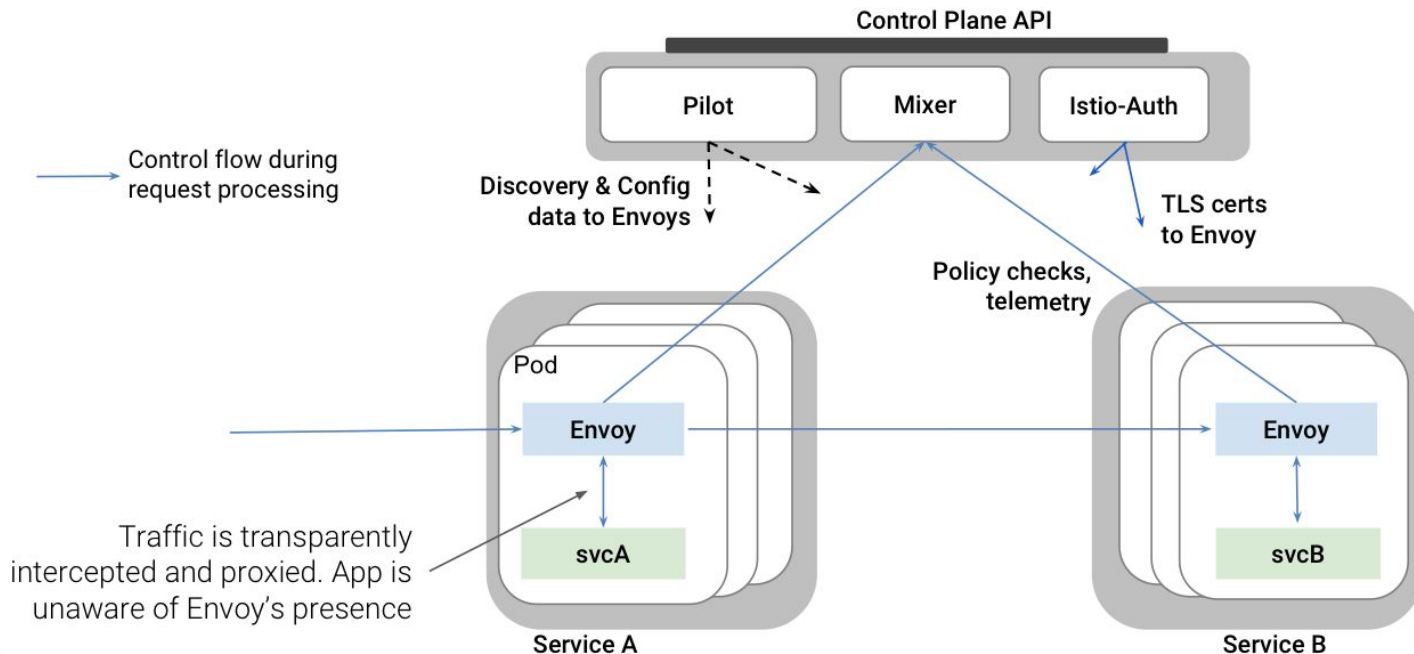 Control Plane API
Pilot
Mixer
Istio-Auth
Control flow during
request processing
Discovery & Config
data to Envoys
TLS certs
to Envoy
Policy checks,
telemetry
Pod
Envoy
Envoy
Traffic is transparently
intercepted and proxied. App is
unaware of Envoy’s presence
svcA
svcB
Service A
Service B